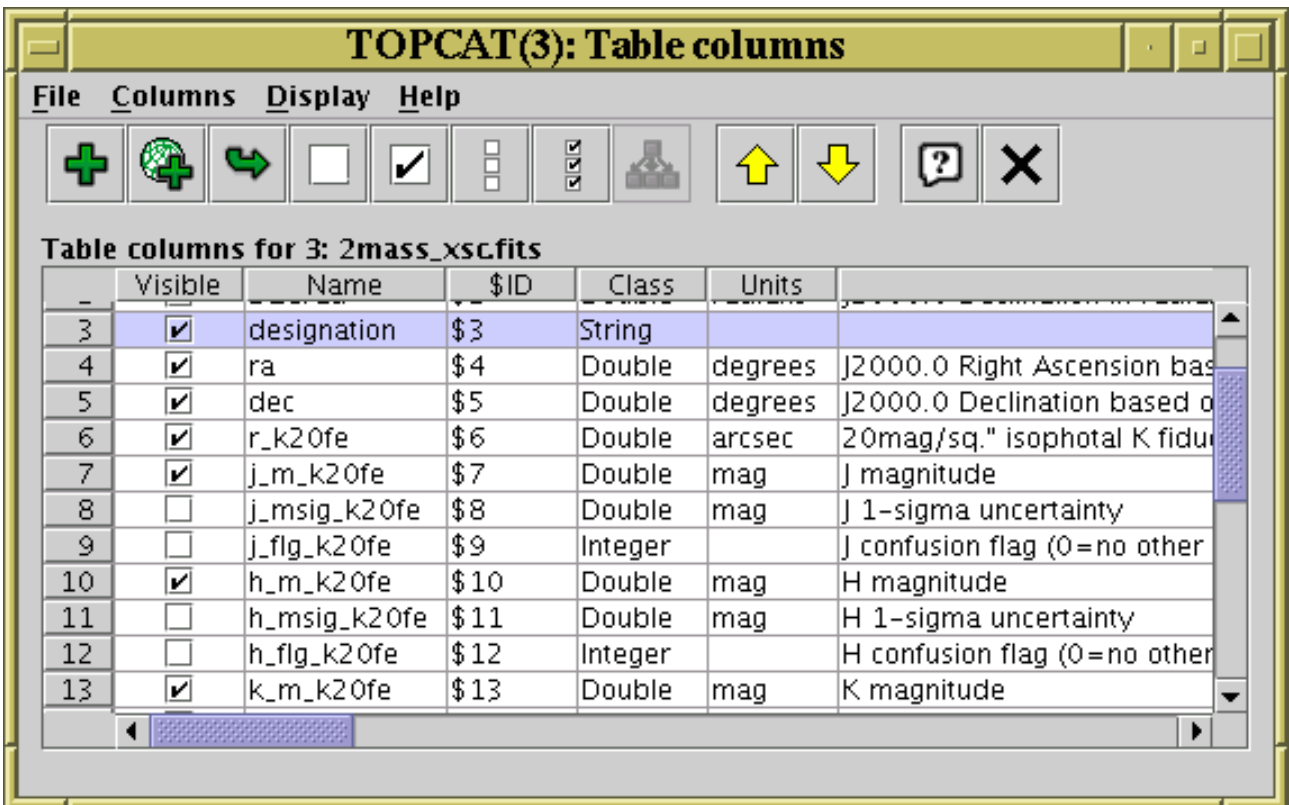 TOPCAT(3): Table columns
File Columns Display Help
Table columns for 3: 2mass_xsc.fits
Visible Name $ID Class Units
3 designation $3 String
4 ra $4 Double degrees J2000.0 Right Ascension bas
5 dec $5 Double degrees J2000.0 Declination based o
6 r_k20fe $6 Double arcsec 20mag/sq." isophotal K fidu
7 j_m_k20fe $7 Double mag J magnitude
8 j_msig_k20fe $8 Double mag J 1-sigma uncertainty
9 j_flg_k20fe $9 Integer J confusion flag (0=no other
10 h_m_k20fe $10 Double mag H magnitude
11 h_msig_k20fe $11 Double mag H 1-sigma uncertainty
12 h_flg_k20fe $12 Integer H confusion flag (0=no other
13 k_m_k20fe $13 Double mag K magnitude